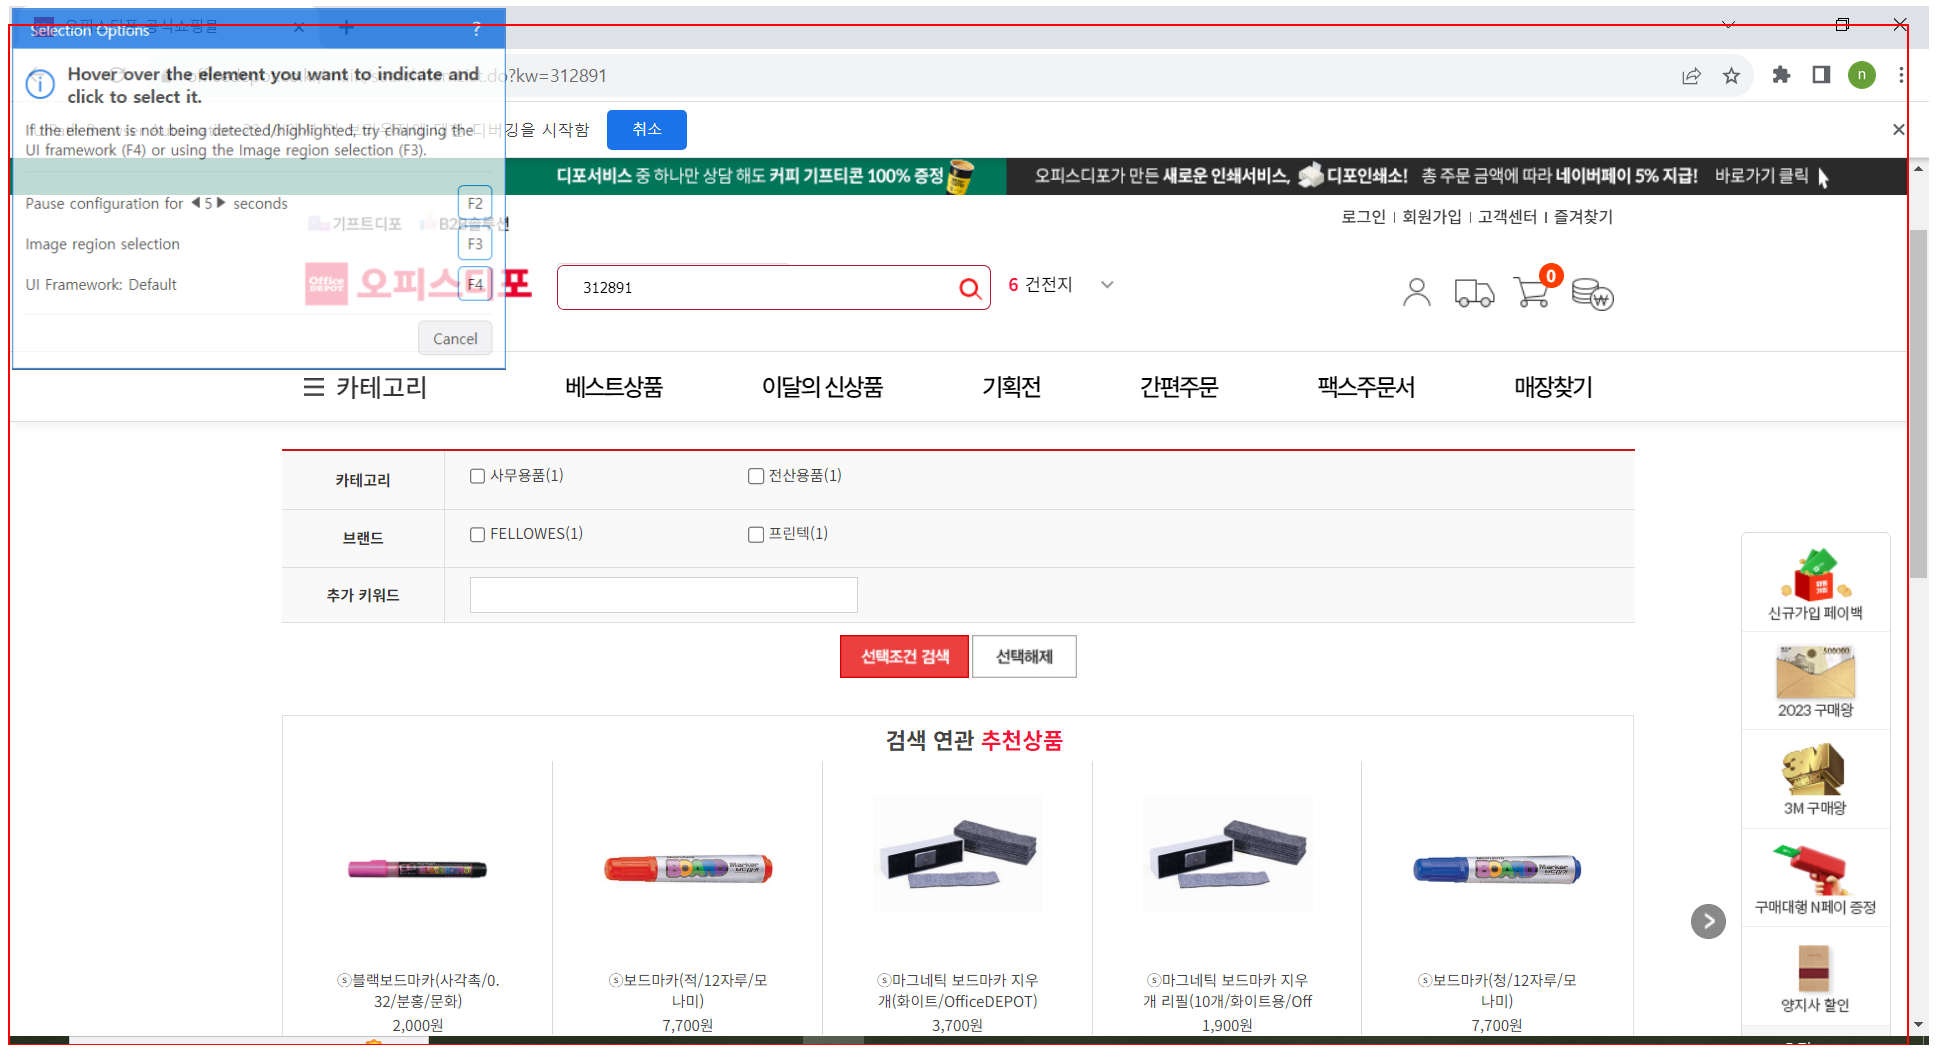 Selection Options ?
Hover over the element you want to indicate and
click to select it.
If the element is not being detected/highlighted, try changing the
UI framework (F4) or using the Image region selection (F3).
Pause configuration for 5 seconds F2
Image region selection F3
UI Framework: Default F4
Cancel
?kw=312891
n
디버깅을 시작함 취소
디포서비스 중 하나만 상담 해도 커피 기프티콘 100% 증정
오피스디포가 만든 새로운 인쇄서비스, 디포인쇄소! 총 주문 금액에 따라 네이버페이 5% 지급! 바로가기 클릭
기프트디포 B2B솔루션
로그인 회원가입 고객센터 즐겨찾기
Office DEPOT 오피스디포
312891
6 건전지
0
카테고리 베스트상품 이달의 신상품 기획전 간편주문 팩스주문서 매장찾기
카테고리 사무용품(1) 전산용품(1)
브랜드 FELLOWES(1) 프린텍(1)
추가 키워드
선택조건 검색 선택해제
검색 연관 추천상품
ⓢ블랙보드마카(사각촉/0.
32/분홍/문화)
2,000원
ⓢ보드마카(적/12자루/모
나미)
7,700원
ⓢ마그네틱 보드마카 지우
개(화이트/OfficeDEPOT)
3,700원
ⓢ마그네틱 보드마카 지우
개 리필(10개/화이트용/Off
1,900원
ⓢ보드마카(청/12자루/모
나미)
7,700원
신규가입 페이백
500000
2023 구매왕
3M
3M 구매왕
구매대행 N페이 증정
양지사 할인